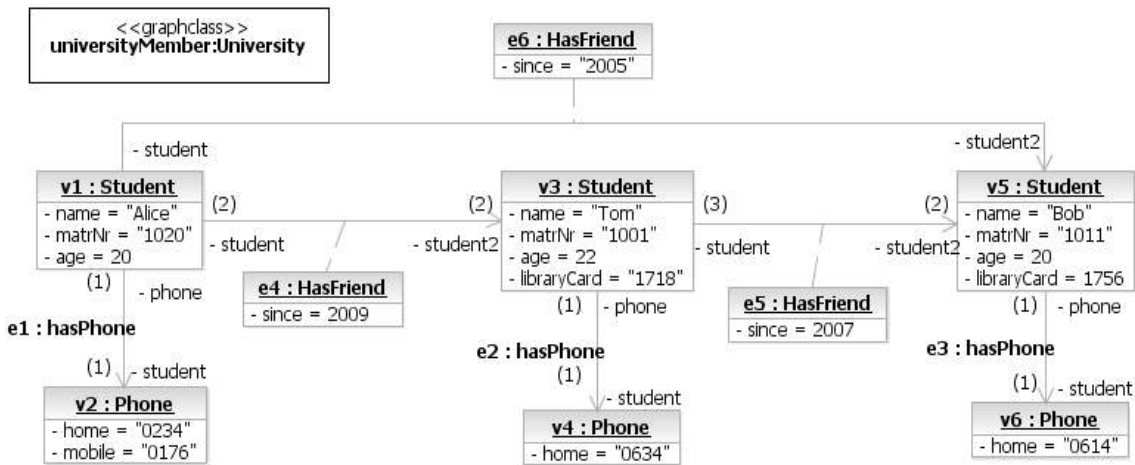 <<graphclass>>
universityMember:University
e6 : HasFriend
- since = "2005"
- student
- student2
v1 : Student
- name = "Alice"
- matrNr = "1020"
- age = 20
(2)
(2)
- student
- student2
v3 : Student
- name = "Tom"
- matrNr = "1001"
- age = 22
- libraryCard = "1718"
(3)
(2)
- student
- student2
v5 : Student
- name = "Bob"
- matrNr = "1011"
- age = 20
- libraryCard = 1756
e4 : HasFriend
- since = 2009
e5 : HasFriend
- since = 2007
(1)
- phone
e1 : hasPhone
(1)
- student
v2 : Phone
- home = "0234"
- mobile = "0176"
(1)
- phone
e2 : hasPhone
(1)
- student
v4 : Phone
- home = "0634"
(1)
- phone
e3 : hasPhone
(1)
- student
v6 : Phone
- home = "0614"